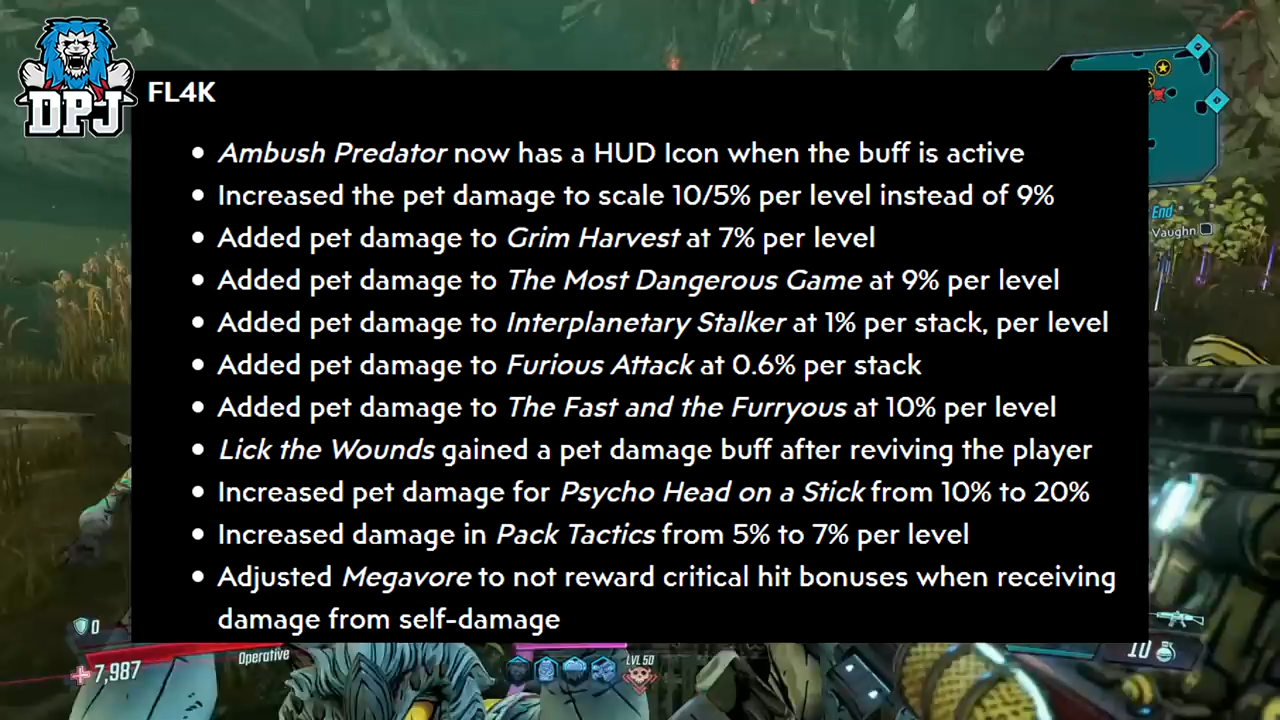 DPJ
FL4K
• Ambush Predator now has a HUD Icon when the buff is active
• Increased the pet damage to scale 10/5% per level instead of 9%
• Added pet damage to Grim Harvest at 7% per level
• Added pet damage to The Most Dangerous Game at 9% per level
• Added pet damage to Interplanetary Stalker at 1% per stack, per level
• Added pet damage to Furious Attack at 0.6% per stack
• Added pet damage to The Fast and the Furryous at 10% per level
• Lick the Wounds gained a pet damage buff after reviving the player
• Increased pet damage for Psycho Head on a Stick from 10% to 20%
• Increased damage in Pack Tactics from 5% to 7% per level
• Adjusted Megavore to not reward critical hit bonuses when receiving
damage from self-damage
End
Vaughn
0
7,987
Operative
LVL 50
10